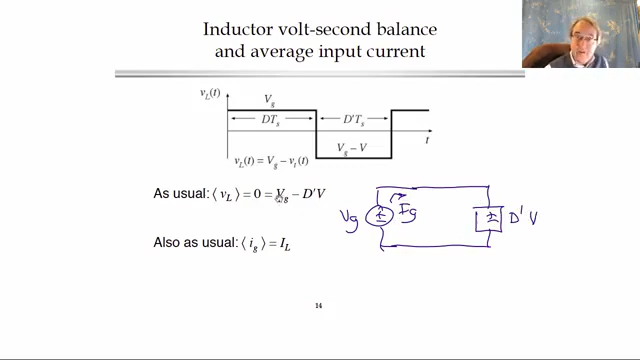 Inductor volt-second balance
and average input current
v_L(t)
V_g
DT_s
D'T_s
t
V_g – V
v_L(t) = V_g – v_t(t)
As usual: ⟨ v_L ⟩ = 0 = V_g – D'V
Vg
Ig
D' V
Also as usual: ⟨ i_g ⟩ = I_L
14